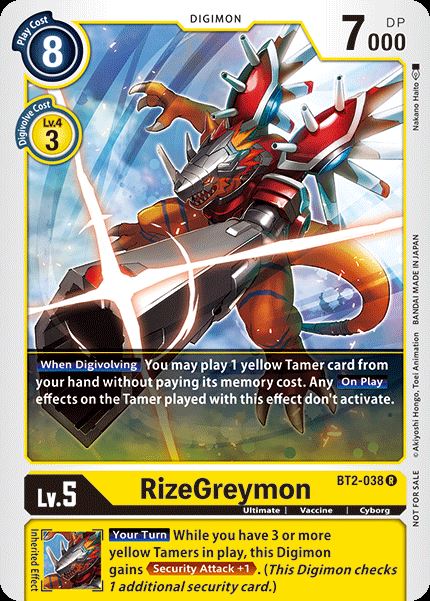 Play Cost
8
DIGIMON
7000
DP
Digivolve Cost
Lv.4
3
Nakano Haito
When Digivolving You may play 1 yellow Tamer card from
your hand without paying its memory cost. Any On Play
effects on the Tamer played with this effect don't activate.
© Akiyoshi Hongo, Toei Animation BANDAI MADE IN JAPAN
NOT FOR SALE
Lv.5
RizeGreymon
BT2-038 R
Ultimate | Vaccine | Cyborg
Inherited Effect
Your Turn While you have 3 or more
yellow Tamers in play, this Digimon
gains Security Attack +1. (This Digimon checks
1 additional security card.)